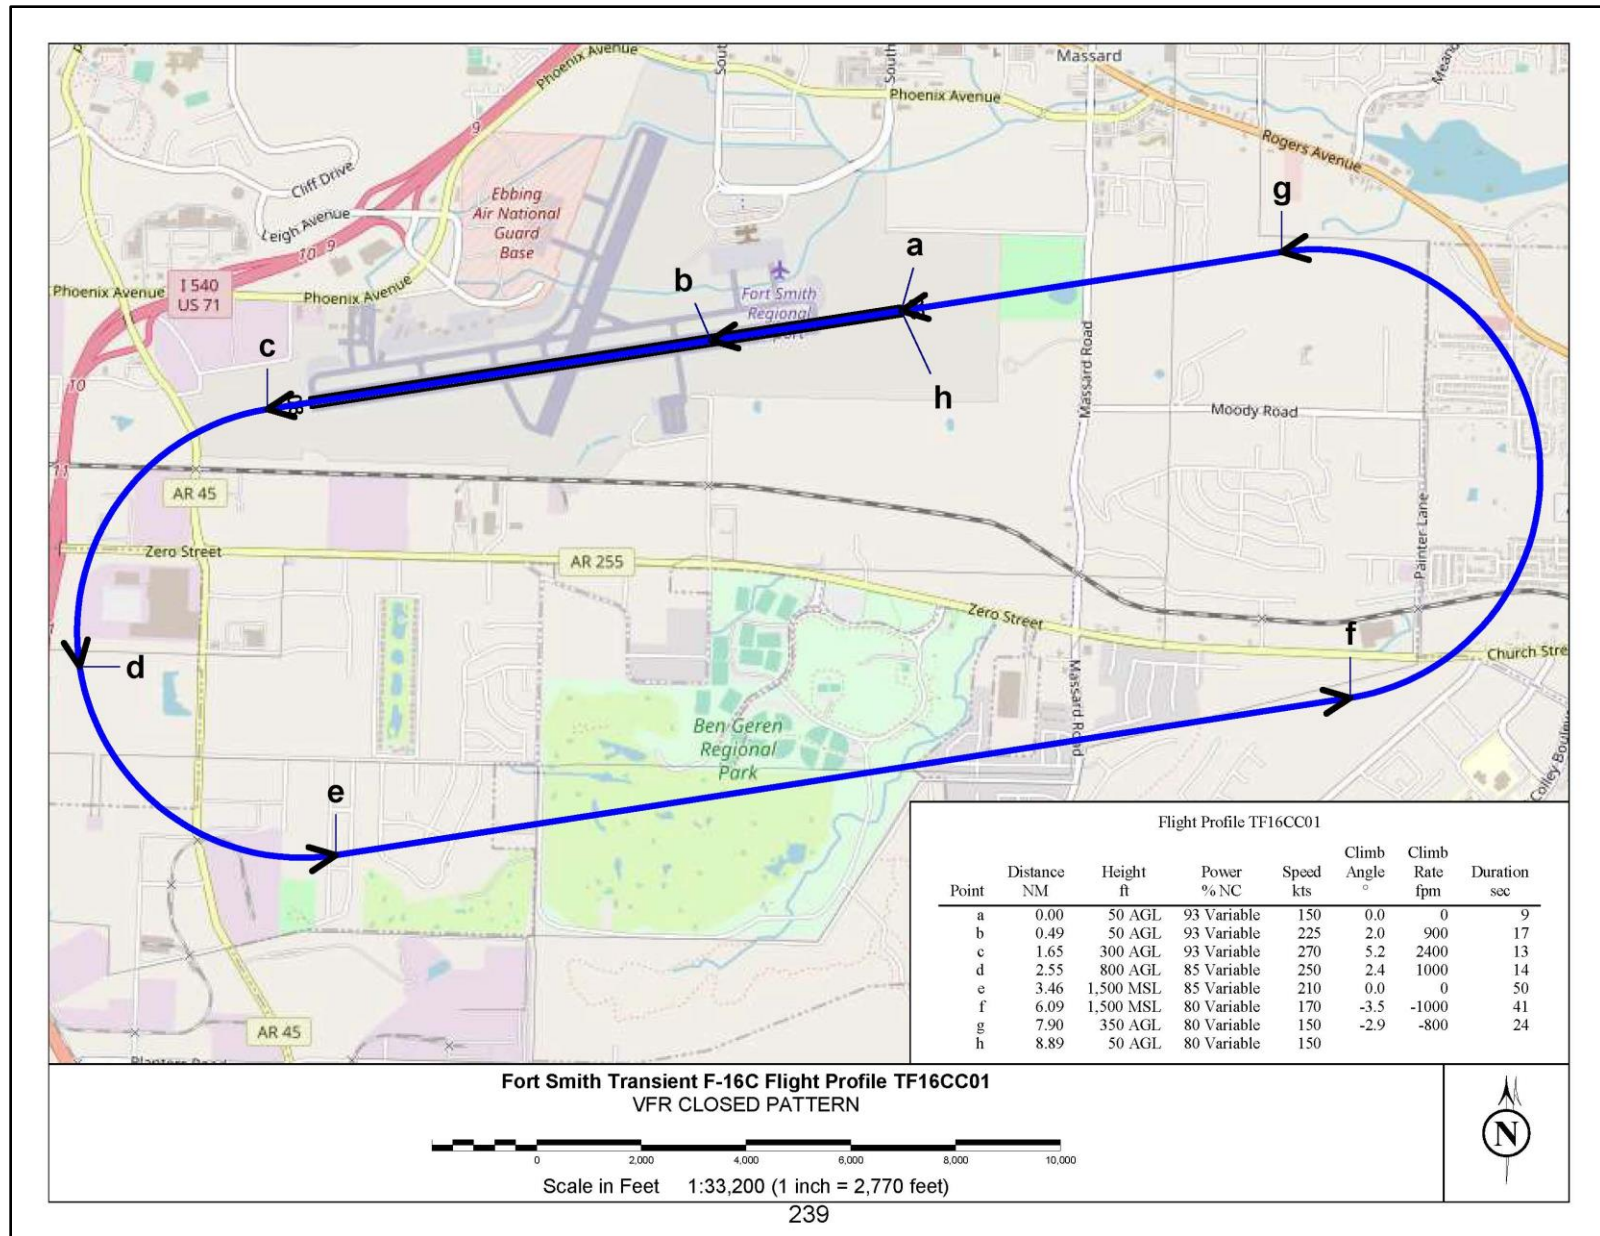 Phoenix Avenue
Massard
South
Phoenix Avenue
9
Rogers Avenue
Cliff Drive
Ebbing
Air National
Guard
Base
g
Leigh Avenue
10
9
a
I 540
US 71
b
Fort Smith
Regional
Phoenix Avenue
Phoenix Avenue
c
h
Massard Road
10
Moody Road
11
AR 45
Painter Lane
Zero Street
AR 255
Zero Street
f
Church Stre
d
Massard Road
Ben Geren
Regional
Park
e
Colley Boulev
Flight Profile TF16CC01
Point Distance NM Height ft Power % NC Speed kts Climb Angle ° Climb Rate fpm Duration sec
a 0.00 50 AGL 93 Variable 150 0.0 0 9
b 0.49 50 AGL 93 Variable 225 2.0 900 17
c 1.65 300 AGL 93 Variable 270 5.2 2400 13
d 2.55 800 AGL 85 Variable 250 2.4 1000 14
e 3.46 1,500 MSL 85 Variable 210 0.0 0 50
f 6.09 1,500 MSL 80 Variable 170 -3.5 -1000 41
g 7.90 350 AGL 80 Variable 150 -2.9 -800 24
h 8.89 50 AGL 80 Variable 150
AR 45
Fort Smith Transient F-16C Flight Profile TF16CC01
VFR CLOSED PATTERN
0 2,000 4,000 6,000 8,000 10,000
Scale in Feet 1:33,200 (1 inch = 2,770 feet)
N
239